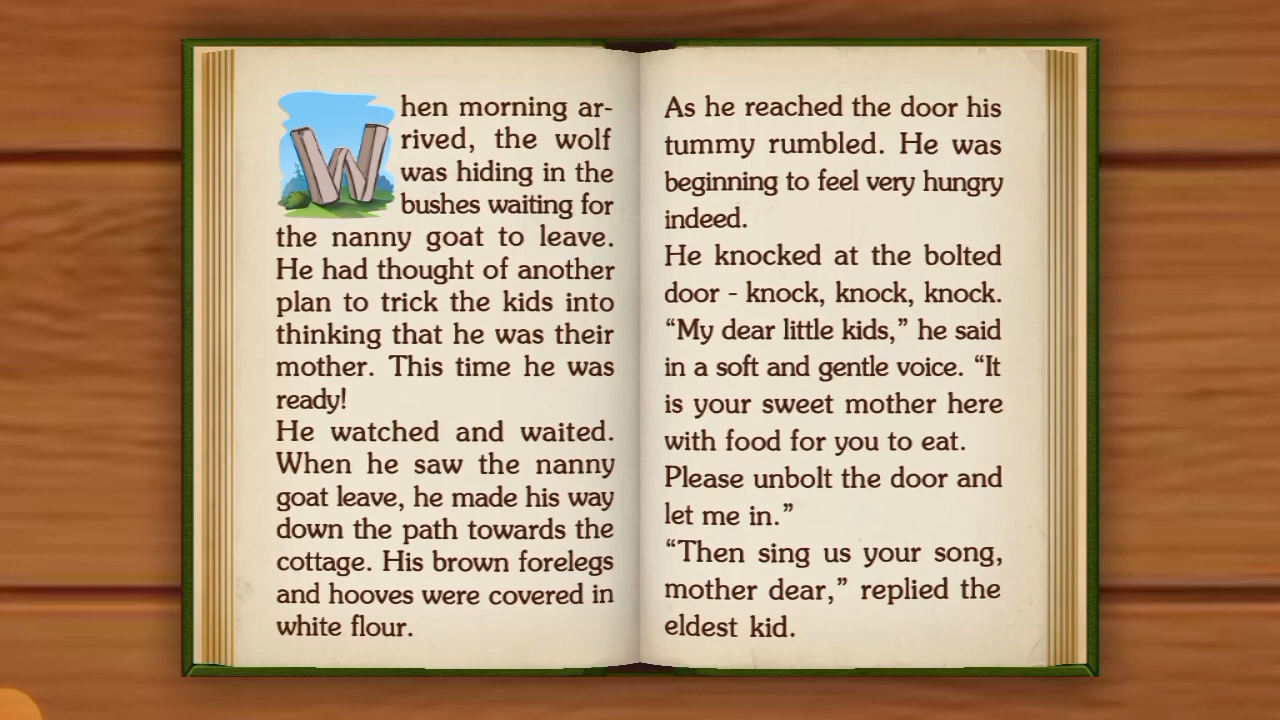 When morning ar-
rived, the wolf
was hiding in the
bushes waiting for
the nanny goat to leave.
He had thought of another
plan to trick the kids into
thinking that he was their
mother. This time he was
ready!
He watched and waited.
When he saw the nanny
goat leave, he made his way
down the path towards the
cottage. His brown forelegs
and hooves were covered in
white flour.
As he reached the door his
tummy rumbled. He was
beginning to feel very hungry
indeed.
He knocked at the bolted
door - knock, knock, knock.
“My dear little kids,” he said
in a soft and gentle voice. “It
is your sweet mother here
with food for you to eat.
Please unbolt the door and
let me in.”
“Then sing us your song,
mother dear,” replied the
eldest kid.